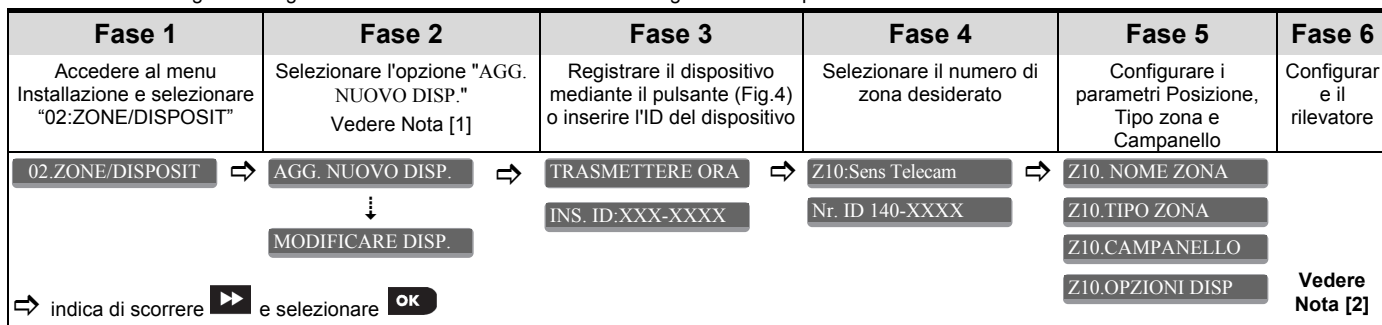 Fase 1
Fase 2
Fase 3
Fase 4
Fase 5
Fase 6
Accedere al menu
Installazione e selezionare
“02:ZONE/DISPOSIT”
Selezionare l'opzione "AGG.
NUOVO DISP."
Vedere Nota [1]
Registrare il dispositivo
mediante il pulsante (Fig.4)
o inserire l'ID del dispositivo
Selezionare il numero di
zona desiderato
Configurare i
parametri Posizione,
Tipo zona e
Campanello
Configurar
e il
rilevatore
02.ZONE/DISPOSIT
AGG. NUOVO DISP.
MODIFICARE DISP.
TRASMETTERE ORA
INS. ID:XXX-XXXX
Z10:Sens Telecam
Nr. ID 140-XXXX
Z10. NOME ZONA
Z10.TIPO ZONA
Z10.CAMPANELLO
Z10.OPZIONI DISP
Vedere
Nota [2]
indica di scorrere e selezionare OK